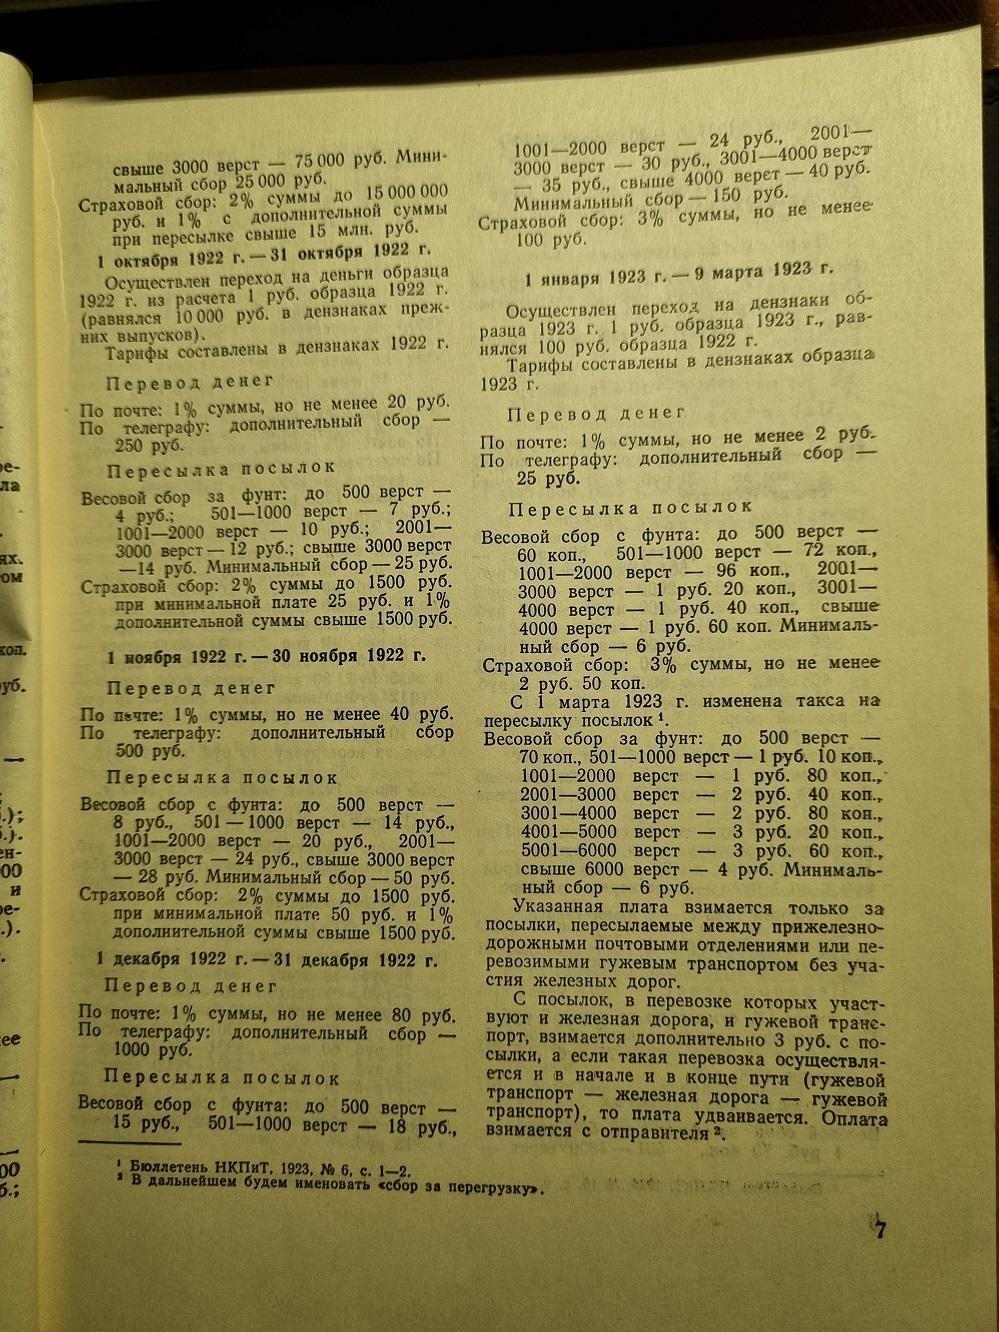 свыше 3000 верст — 75 000 руб. Мини-
мальный сбор 25 000 руб.
Страховой сбор: 2% суммы до 15 000 000
руб. и 1% с дополнительной суммы
при пересылке свыше 15 млн. руб.
1 октября 1922 г. — 31 октября 1922 г.
Осуществлен переход на деньги образца
1922 г. из расчета 1 руб. образца 1922 г.
(равнялся 10 000 руб. в дензнаках преж-
них выпусков).
Тарифы составлены в дензнаках 1922 г.
Перевод денег
По почте: 1% суммы, но не менее 20 руб.
По телеграфу: дополнительный сбор —
250 руб.
Пересылка посылок
Весовой сбор за фунт: до 500 верст —
4 руб.; 501—1000 верст — 7 руб.;
1001—2000 верст — 10 руб.; 2001—
3000 верст — 12 руб.; свыше 3000 верст
—14 руб. Минимальный сбор — 25 руб.
Страховой сбор: 2% суммы до 1500 руб.
при минимальной плате 25 руб. и 1%
дополнительной суммы свыше 1500 руб.
1 ноября 1922 г. — 30 ноября 1922 г.
Перевод денег
По почте: 1% суммы, но не менее 40 руб.
По телеграфу: дополнительный сбор
500 руб.
Пересылка посылок
Весовой сбор с фунта: до 500 верст —
8 руб., 501 — 1000 верст — 14 руб.,
1001—2000 верст — 20 руб., 2001—
3000 верст — 24 руб., свыше 3000 верст
— 28 руб. Минимальный сбор — 50 руб.
Страховой сбор: 2% суммы до 1500 руб.
при минимальной плате 50 руб. и 1%
дополнительной суммы свыше 1500 руб.
1 декабря 1922 г. — 31 декабря 1922 г.
Перевод денег
По почте: 1% суммы, но не менее 80 руб.
По телеграфу: дополнительный сбор —
1000 руб.
Пересылка посылок
Весовой сбор с фунта: до 500 верст —
15 руб., 501—1000 верст — 18 руб.,
1001—2000 верст — 24 руб., 2001—
3000 верст — 30 руб., 3001—4000 верст
— 35 руб., свыше 4000 верст — 40 руб.
Минимальный сбор — 150 руб.
Страховой сбор: 3% суммы, но не менее
100 руб.
1 января 1923 г. — 9 марта 1923 г.
Осуществлен переход на дензнаки об-
разца 1923 г. 1 руб. образца 1923 г., рав-
нялся 100 руб. образца 1922 г.
Тарифы составлены в дензнаках образца
1923 г.
Перевод денег
По почте: 1% суммы, но не менее 2 руб.
По телеграфу: дополнительный сбор —
25 руб.
Пересылка посылок
Весовой сбор с фунта: до 500 верст —
60 коп., 501—1000 верст — 72 коп.,
1001—2000 верст — 96 коп., 2001—
3000 верст — 1 руб. 20 коп., 3001—
4000 верст — 1 руб. 40 коп., свыше
4000 верст — 1 руб. 60 коп. Минималь-
ный сбор — 6 руб.
Страховой сбор: 3% суммы, но не менее
2 руб. 50 коп.
С 1 марта 1923 г. изменена такса на
пересылку посылок ¹.
Весовой сбор за фунт: до 500 верст —
70 коп., 501—1000 верст — 1 руб. 10 коп.,
1001—2000 верст — 1 руб. 80 коп.,
2001—3000 верст — 2 руб. 40 коп.,
3001—4000 верст — 2 руб. 80 коп.,
4001—5000 верст — 3 руб. 20 коп.,
5001—6000 верст — 3 руб. 60 коп.,
свыше 6000 верст — 4 руб. Минималь-
ный сбор — 6 руб.
Указанная плата взимается только за
посылки, пересылаемые между прижелезно-
дорожными почтовыми отделениями или пе-
ревозимыми гужевым транспортом без уча-
стия железных дорог.
С посылок, в перевозке которых участ-
вуют и железная дорога, и гужевой транс-
порт, взимается дополнительно 3 руб. с по-
сылки, а если такая перевозка осуществля-
ется и в начале и в конце пути (гужевой
транспорт — железная дорога — гужевой
транспорт), то плата удваивается. Оплата
взимается с отправителя ².
¹ Бюллетень НКПиТ, 1923, № 6, с. 1—2.
² В дальнейшем будем именовать «сбор за перегрузку».
7